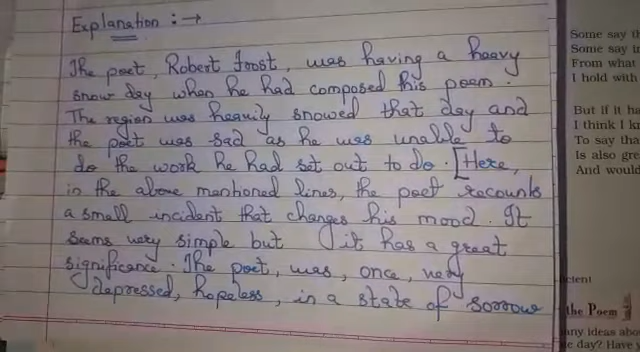 Explanation :→
The poet, Robert Frost, was having a heavy
snow day when he had composed this poem.
The region was heavily snowed that day and
the poet was sad as he was unable to
do the work he had set out to do. [Here,
in the above mentioned lines, the poet recounts
a small incident that changes his mood. It
seems very simple but it has a great
significance. The poet, was, once, very
depressed, hopeless, in a state of sorrow
Some say th
Some say in
From what
I hold with
But if it ha
I think I kn
To say tha
Is also gre
And would
icient
the Poem
any ideas abo
e day? Have y